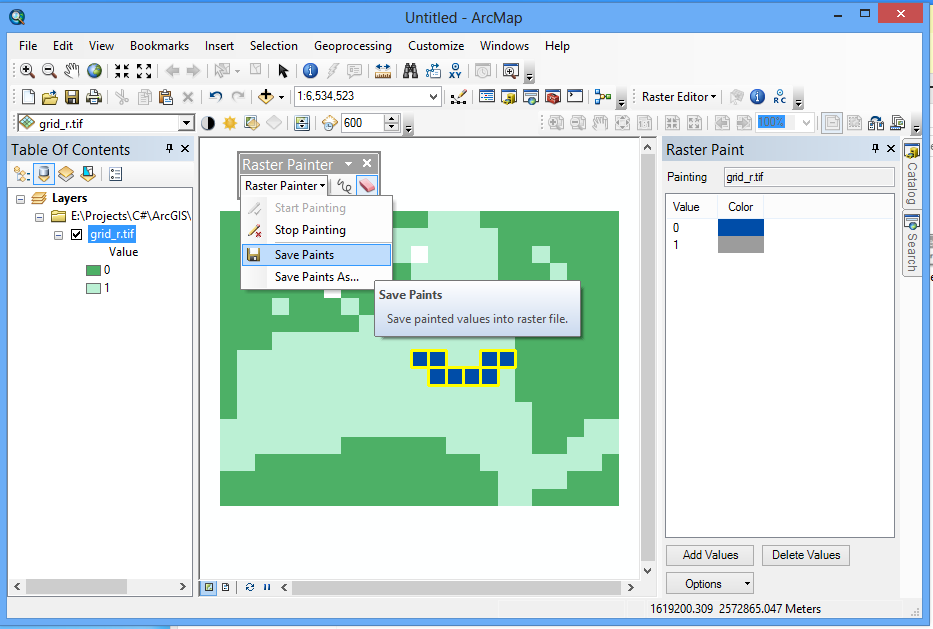 Untitled - ArcMap
File Edit View Bookmarks Insert Selection Geoprocessing Customize Windows Help
1:6,534,523 Raster Editor
grid_r.tif 600 100%
Table Of Contents
Layers
E:\Projects\C#\ArcGIS\
grid_r.tif
Value
0
1
Raster Painter
Raster Painter
Start Painting
Stop Painting
Save Paints
Save Paints As...
Save Paints
Save painted values into raster file.
Raster Paint
Painting grid_r.tif
Value Color
0
1
Add Values Delete Values
Options
Catalog
Search
1619200.309 2572865.047 Meters